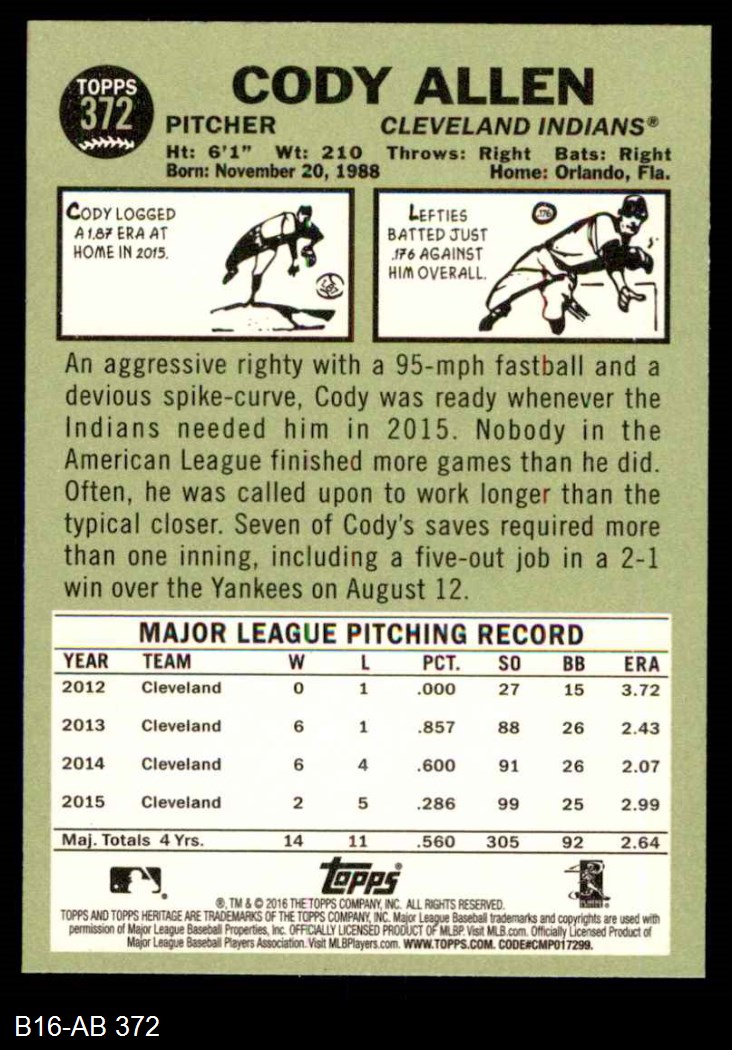 TOPPS
372
CODY ALLEN
PITCHER CLEVELAND INDIANS®
Ht: 6'1" Wt: 210 Throws: Right Bats: Right
Born: November 20, 1988 Home: Orlando, Fla.
CODY LOGGED
A 1.87 ERA AT
HOME IN 2015.
LEFTIES
BATTED JUST
.176 AGAINST
HIM OVERALL.
.176
An aggressive righty with a 95-mph fastball and a
devious spike-curve, Cody was ready whenever the
Indians needed him in 2015. Nobody in the
American League finished more games than he did.
Often, he was called upon to work longer than the
typical closer. Seven of Cody's saves required more
than one inning, including a five-out job in a 2-1
win over the Yankees on August 12.
MAJOR LEAGUE PITCHING RECORD
YEAR TEAM W L PCT. SO BB ERA
2012 Cleveland 0 1 .000 27 15 3.72
2013 Cleveland 6 1 .857 88 26 2.43
2014 Cleveland 6 4 .600 91 26 2.07
2015 Cleveland 2 5 .286 99 25 2.99
Maj. Totals 4 Yrs. 14 11 .560 305 92 2.64
topps
®, TM & © 2016 THE TOPPS COMPANY, INC. ALL RIGHTS RESERVED.
TOPPS AND TOPPS HERITAGE ARE TRADEMARKS OF THE TOPPS COMPANY, INC. Major League Baseball trademarks and copyrights are used with
permission of Major League Baseball Properties, Inc. OFFICIALLY LICENSED PRODUCT OF MLBP. Visit MLB.com. Officially Licensed Product of
Major League Baseball Players Association. Visit MLBPlayers.com. WWW.TOPPS.COM. CODE#CMP017299.
B16-AB 372